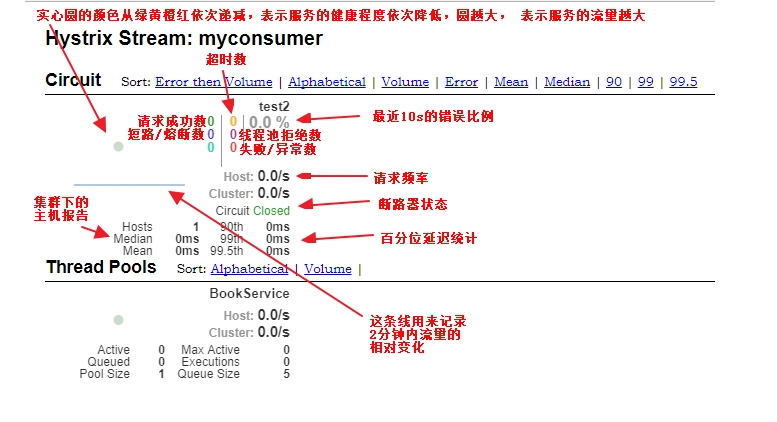 实心圆的颜色从绿黄橙红依次递减，表示服务的健康程度依次降低，圆越大， 表示服务的流量越大
Hystrix Stream: myconsumer
超时数
Circuit Sort: Error then Volume | Alphabetical | Volume | Error | Mean | Median | 90 | 99 | 99.5
test2
请求成功数 0 0 0.0 % 最近10s的错误比例
短路/熔断数 0 0 线程池拒绝数
0 0 失败/异常数
Host: 0.0/s 请求频率
Cluster: 0.0/s
集群下的
主机报告
Circuit Closed 断路器状态
Hosts 1 90th 0ms
Median 0ms 99th 0ms 百分位延迟统计
Mean 0ms 99.5th 0ms
Thread Pools Sort: Alphabetical | Volume |
BookService
Host: 0.0/s
Cluster: 0.0/s
这条线用来记录
2分钟内流量的
相对变化
Active 0 Max Active 0
Queued 0 Executions 0
Pool Size 1 Queue Size 5